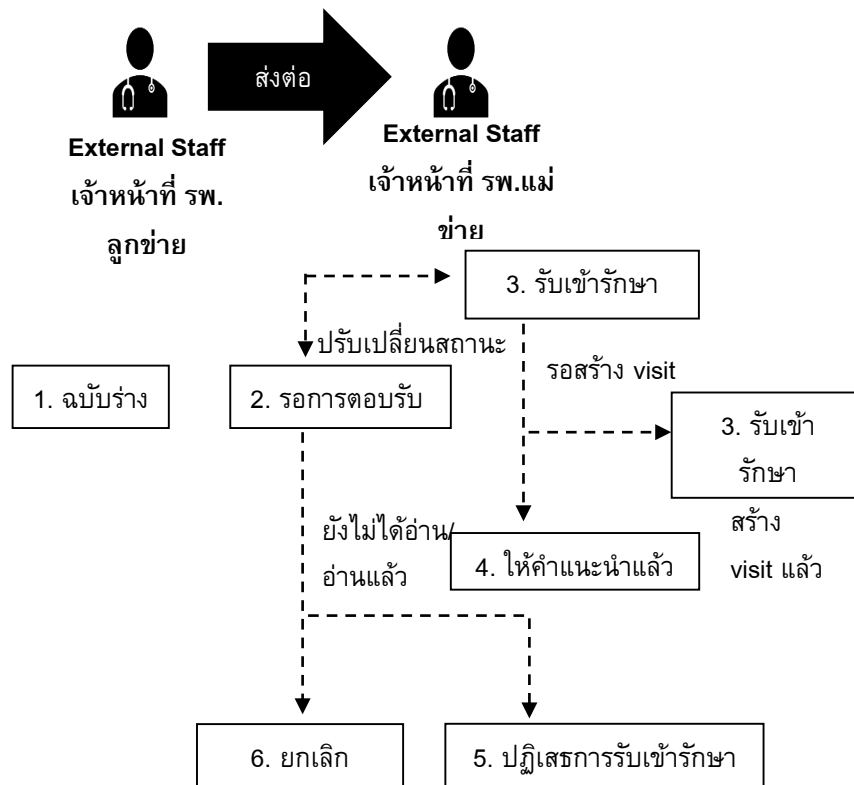 ส่งต่อ
External Staff
เจ้าหน้าที่ รพ.
ลูกข่าย
External Staff
เจ้าหน้าที่ รพ.แม่
ข่าย
3. รับเข้ารักษา
ปรับเปลี่ยนสถานะ
รอสร้าง visit
1. ฉบับร่าง
2. รอการตอบรับ
3. รับเข้า
รักษา
สร้าง
visit แล้ว
ยังไม่ได้อ่าน/
อ่านแล้ว
4. ให้คำแนะนำแล้ว
6. ยกเลิก
5. ปฏิเสธการรับเข้ารักษา